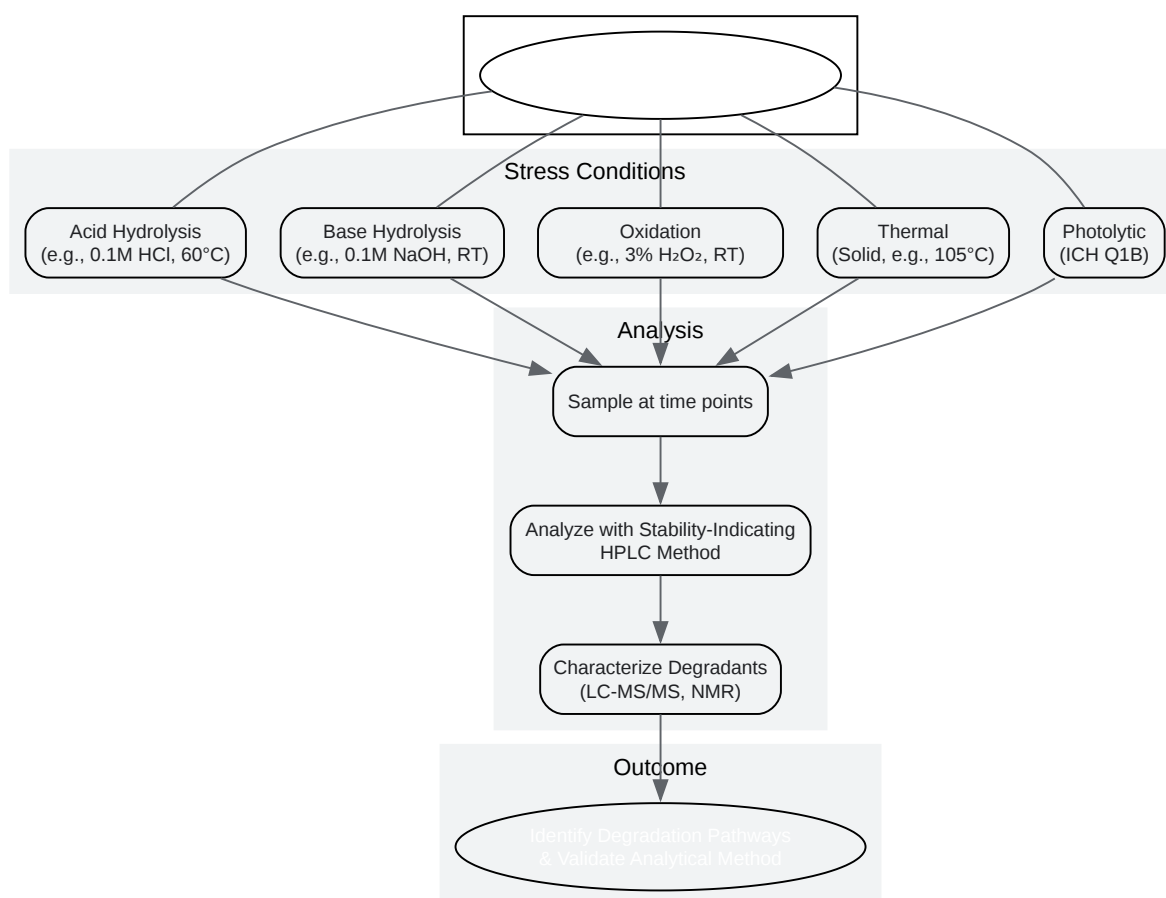 Stress Conditions
Acid Hydrolysis
(e.g., 0.1M HCl, 60°C)
Base Hydrolysis
(e.g., 0.1M NaOH, RT)
Oxidation
(e.g., 3% H₂O₂, RT)
Thermal
(Solid, e.g., 105°C)
Photolytic
(ICH Q1B)
Analysis
Sample at time points
Analyze with Stability-Indicating
HPLC Method
Characterize Degradants
(LC-MS/MS, NMR)
Outcome
Identify Degradation Pathways
& Validate Analytical Method